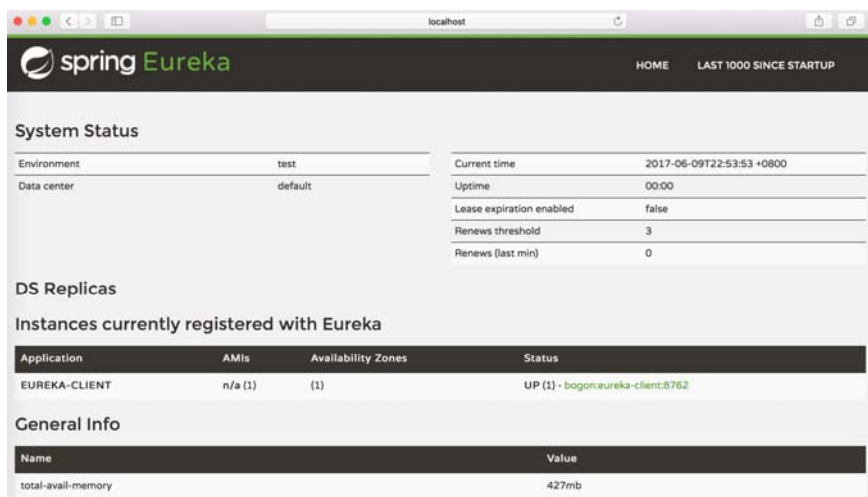 localhost
spring Eureka
HOME LAST 1000 SINCE STARTUP
System Status
Environment test
Data center default
Current time 2017-06-09T22:53:53 +0800
Uptime 00:00
Lease expiration enabled false
Renews threshold 3
Renews (last min) 0
DS Replicas
Instances currently registered with Eureka
Application AMIs Availability Zones Status
EUREKA-CLIENT n/a (1) (1) UP (1) - bogon:eureka-client:8762
General Info
Name Value
total-avail-memory 427mb